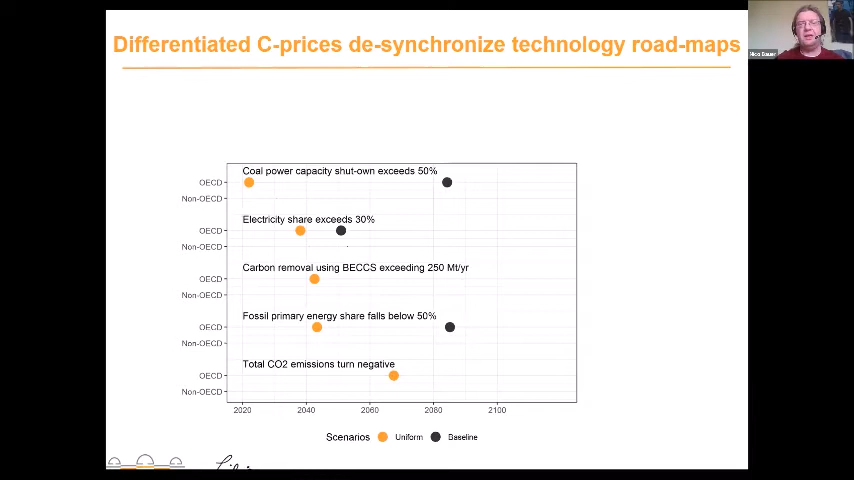 Differentiated C-prices de-synchronize technology road-maps
Nico Bauer
Coal power capacity shut-own exceeds 50%
OECD
Non-OECD
Electricity share exceeds 30%
OECD
Non-OECD
Carbon removal using BECCS exceeding 250 Mt/yr
OECD
Non-OECD
Fossil primary energy share falls below 50%
OECD
Non-OECD
Total CO2 emissions turn negative
OECD
Non-OECD
2020 2040 2060 2080 2100
Scenarios Uniform Baseline